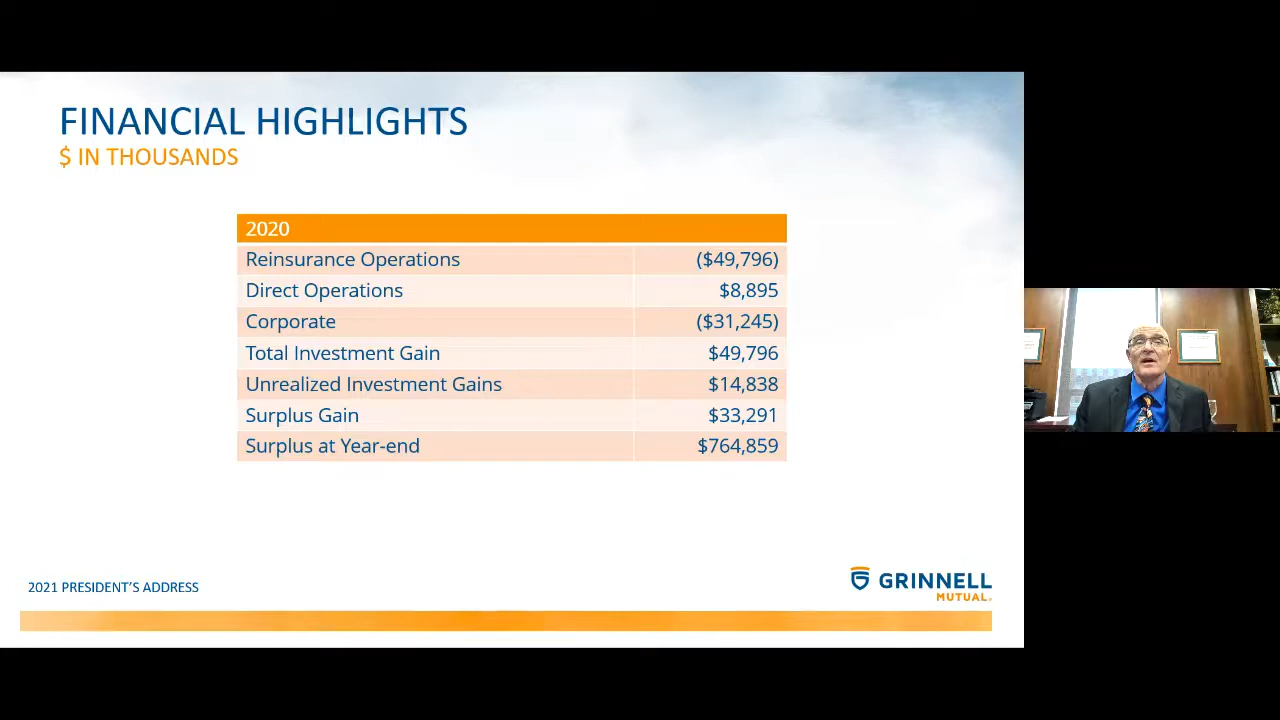 FINANCIAL HIGHLIGHTS
$ IN THOUSANDS
2020
Reinsurance Operations ($49,796)
Direct Operations $8,895
Corporate ($31,245)
Total Investment Gain $49,796
Unrealized Investment Gains $14,838
Surplus Gain $33,291
Surplus at Year-end $764,859
2021 PRESIDENT'S ADDRESS
GRINNELL
MUTUAL®